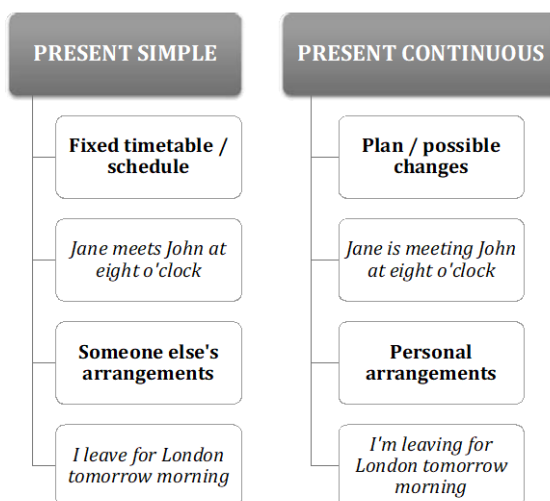 PRESENT SIMPLE
Fixed timetable /
schedule
Jane meets John at
eight o'clock
Someone else's
arrangements
I leave for London
tomorrow morning
PRESENT CONTINUOUS
Plan / possible
changes
Jane is meeting John
at eight o'clock
Personal
arrangements
I'm leaving for
London tomorrow
morning